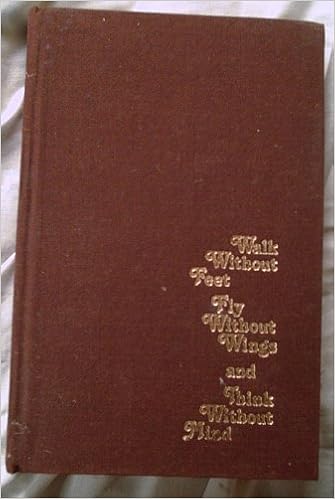 Walk
Without
Feet
Fly
Without
Wings
and
Think
Without
Mind